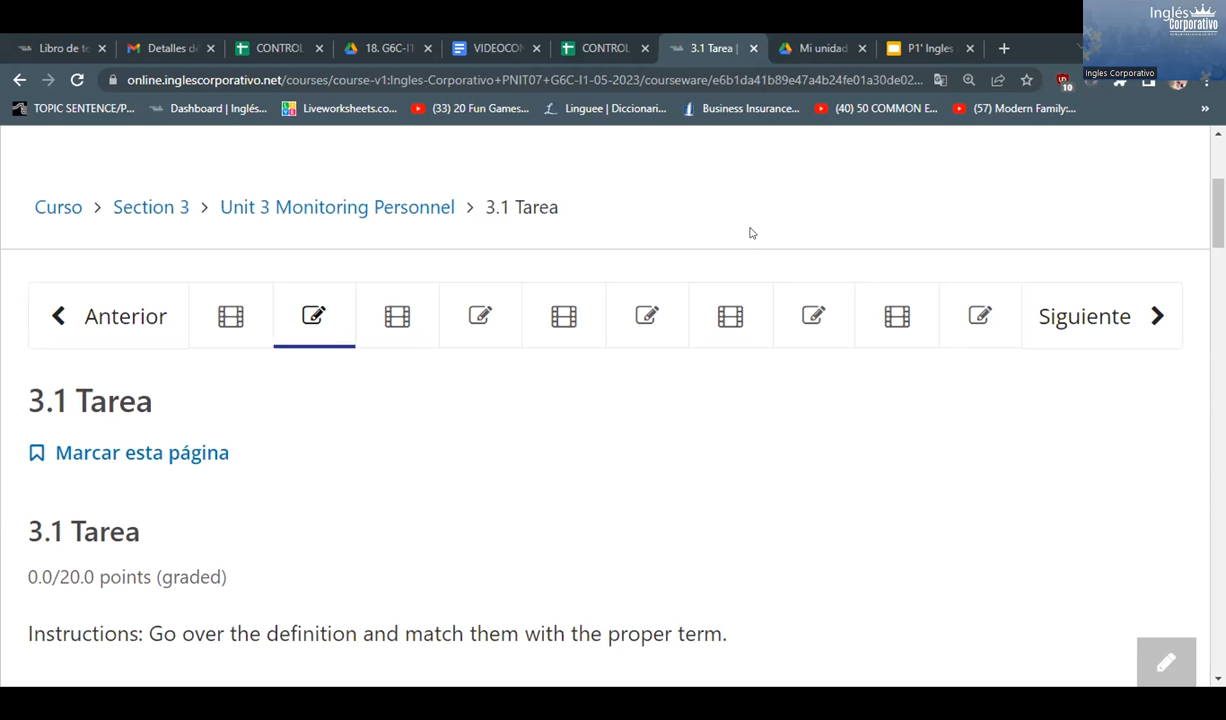 Inglés
Corporativo
Ingles Corporativo
Libro de te
Detalles de
CONTROL
18. G6C-I1
VIDEOCON
CONTROL
3.1 Tarea |
Mi unidad
P1' Ingles
online.inglescorporativo.net/courses/course-v1:Ingles-Corporativo+PNIT07+G6C-I1-05-2023/courseware/e6b1da41b89e47a4b24fe01a30de02...
10
TOPIC SENTENCE/P...
Dashboard | Inglés...
Liveworksheets.co...
(33) 20 Fun Games...
Linguee | Diccionari...
Business Insurance...
(40) 50 COMMON E...
(57) Modern Family:...
»
Curso > Section 3 > Unit 3 Monitoring Personnel > 3.1 Tarea
Anterior
Siguiente
3.1 Tarea
Marcar esta página
3.1 Tarea
0.0/20.0 points (graded)
Instructions: Go over the definition and match them with the proper term.